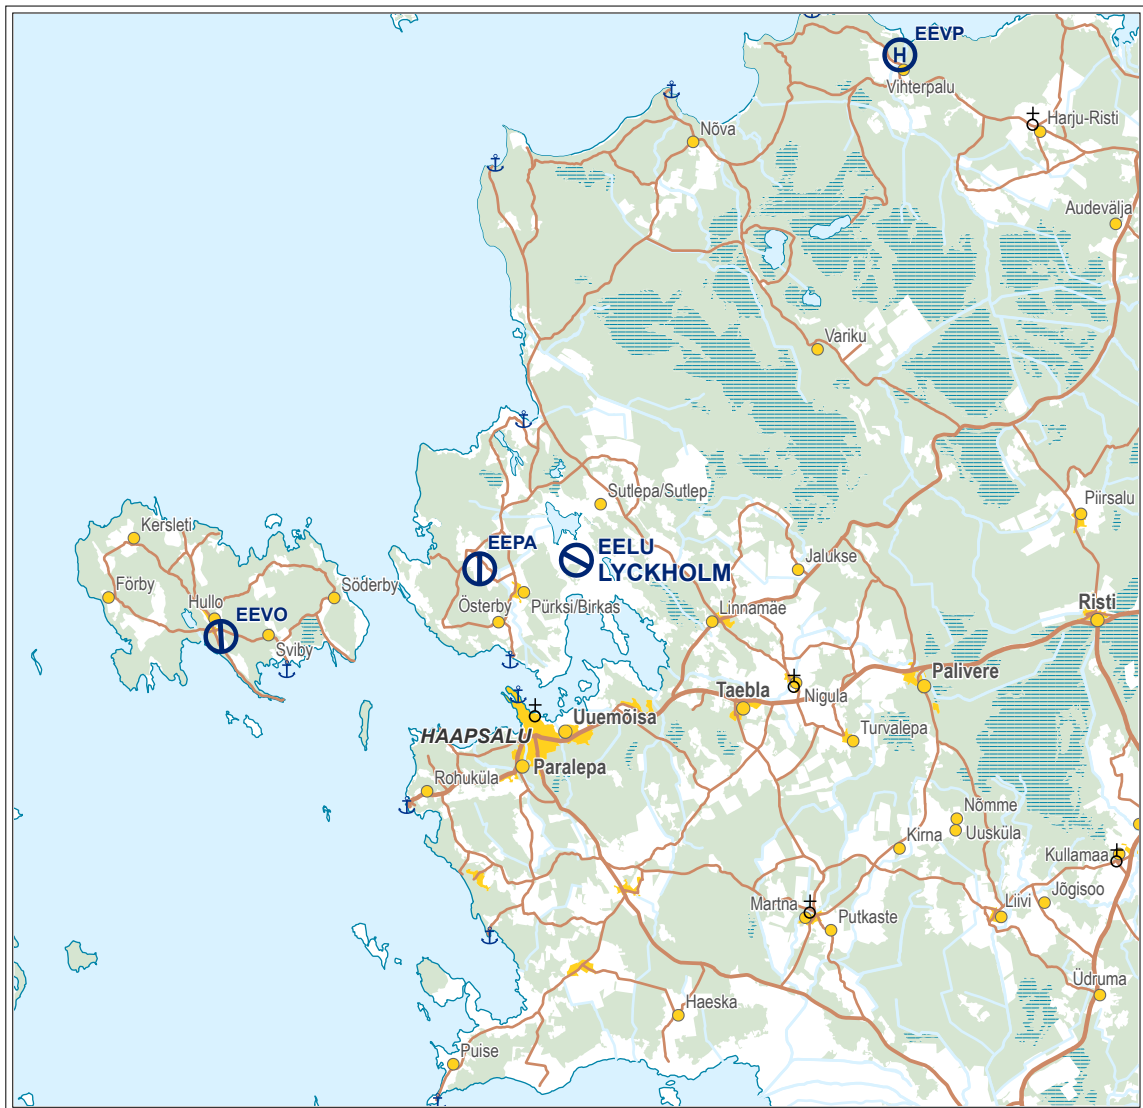 EEVP
H
Vihterpalu
Harju-Risti
Nõva
Audevälja
Variku
Sutlepa/Sutlep
Piirsalu
Kersleti
EEPA
EELU
LYCKHOLM
Jalukse
Förby
Söderby
Hullo
EEVO
Sviby
Österby
Pürksi/Birkas
Linnamäe
Risti
Palivere
Taebla
Nigula
Uuemõisa
HAAPSALU
Turvalepa
Paralepa
Rohuküla
Nõmme
Uusküla
Kirna
Kullamaa
Jõgisoo
Martna
Liivi
Putkaste
Üdruma
Haeska
Puise